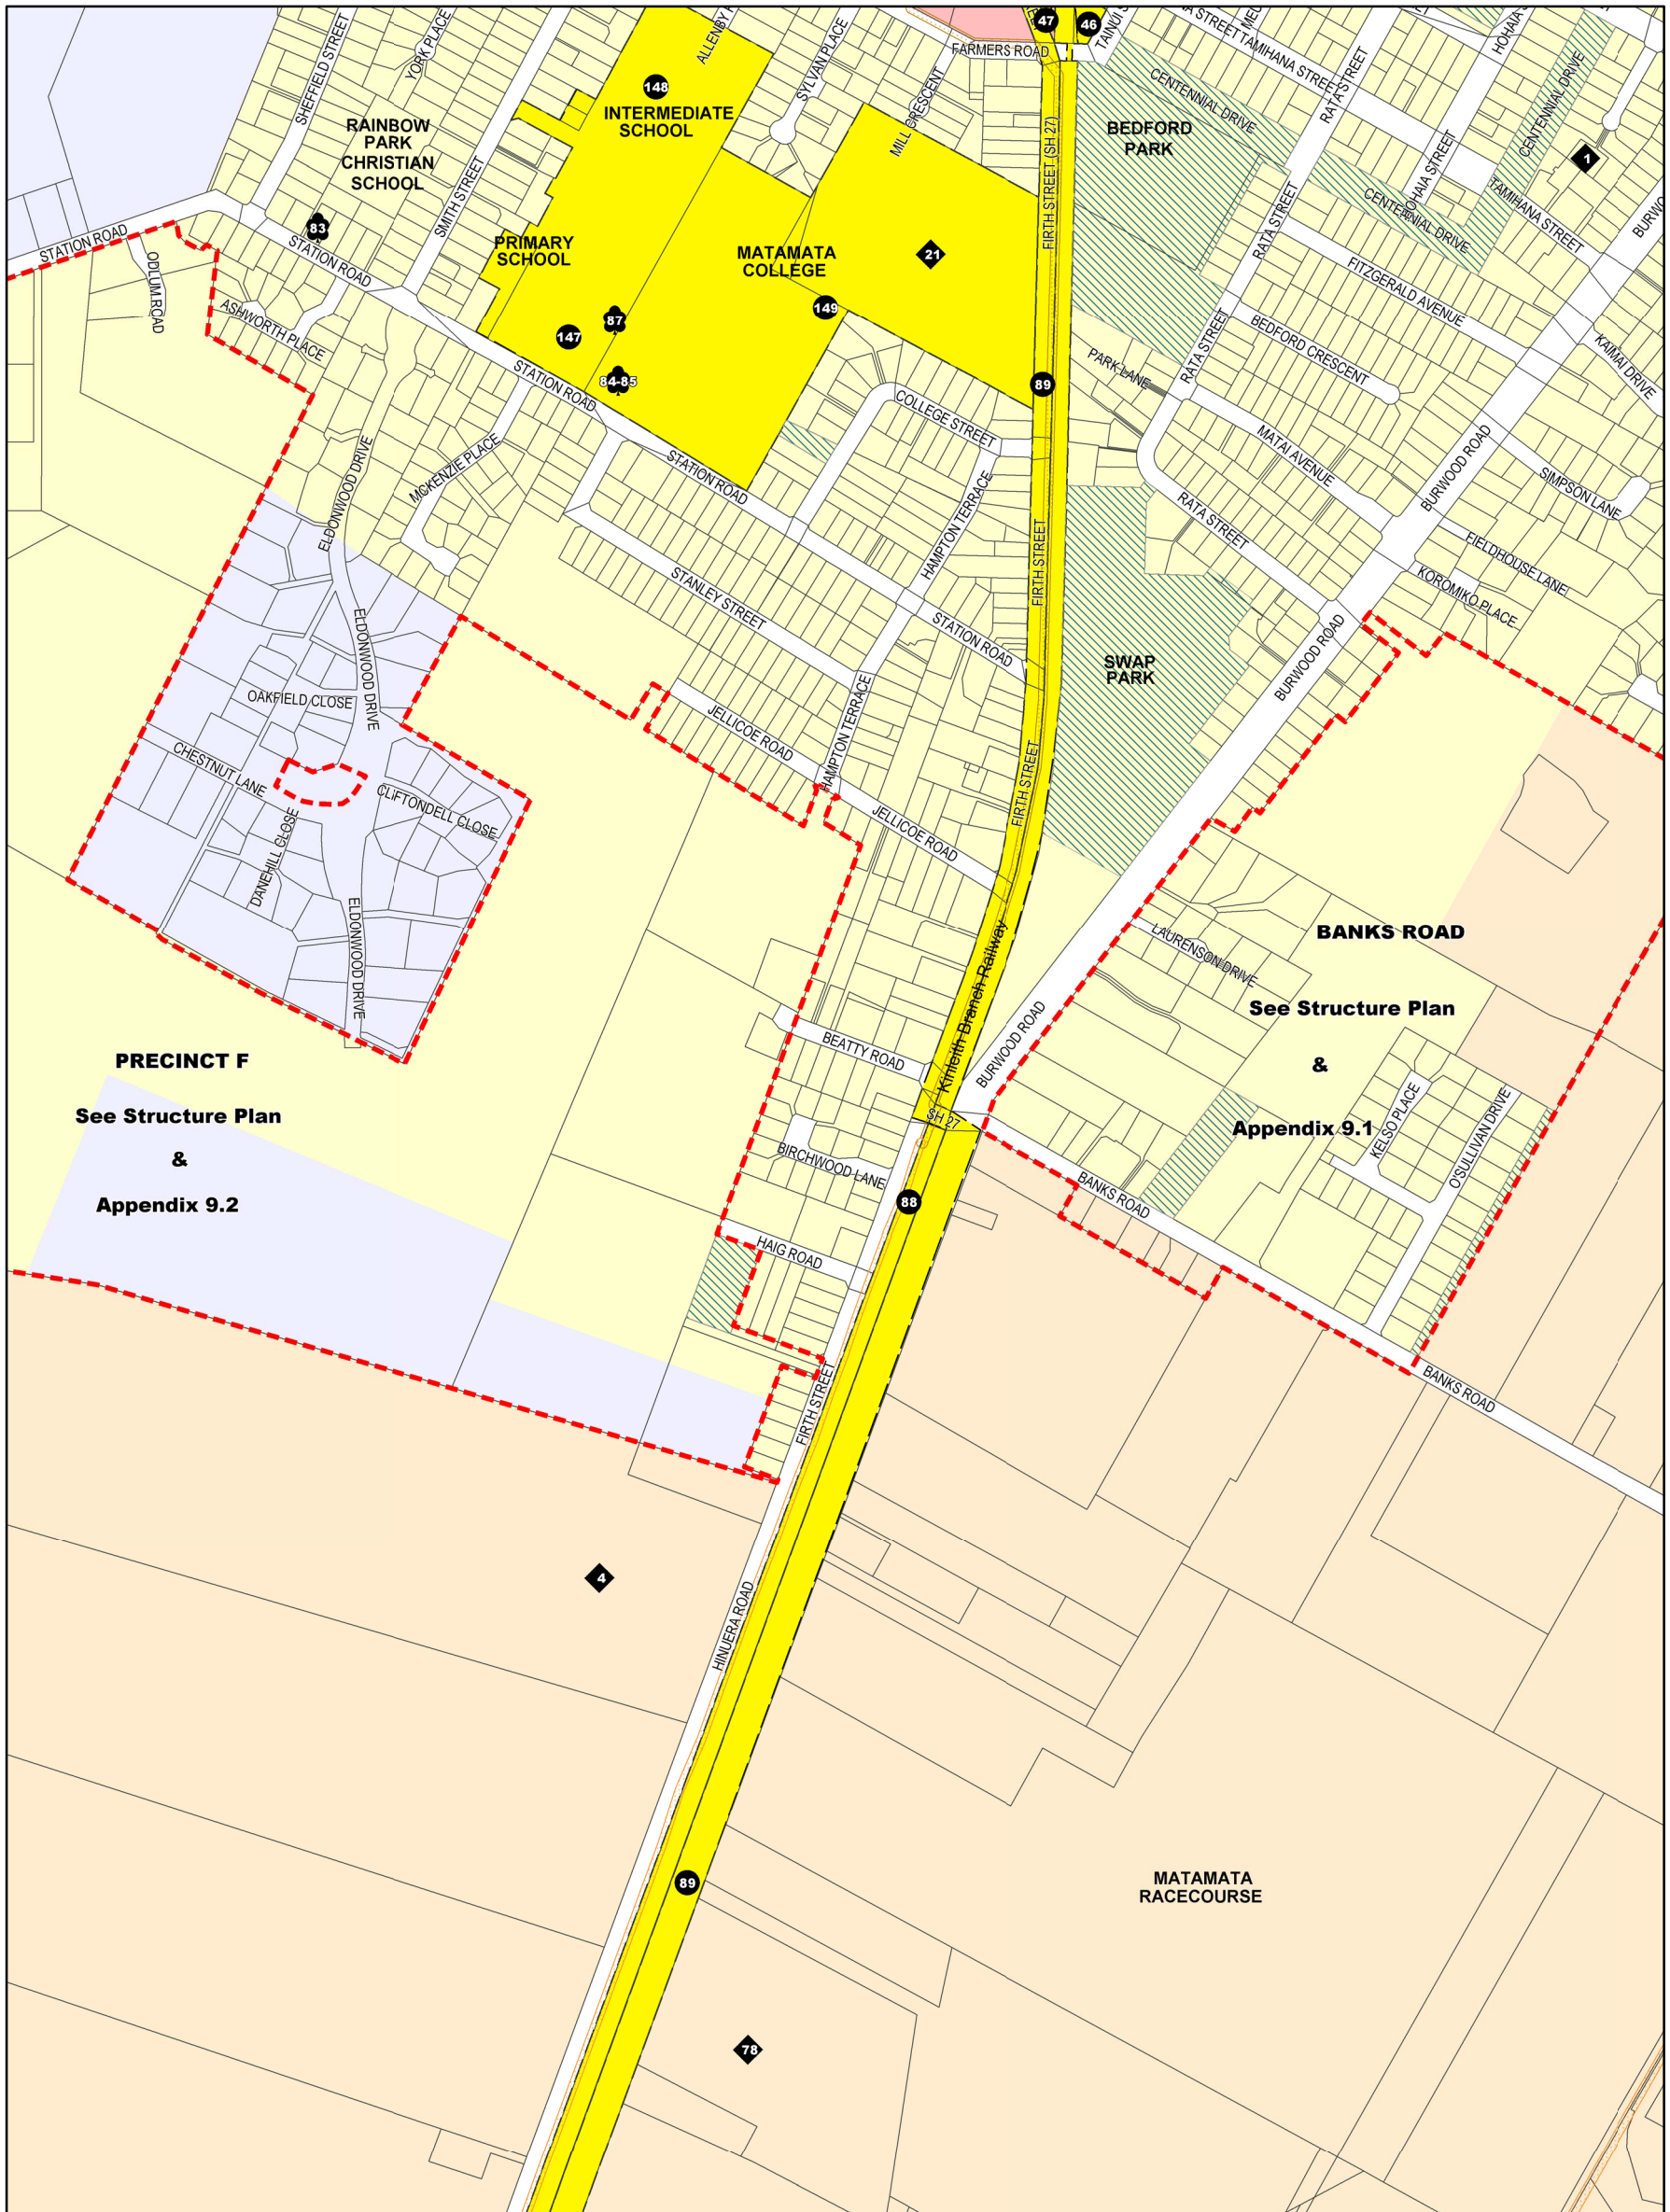 47
46
FARMERS ROAD
SHEFFIELD STREET
YORK PLACE
SYLVAN PLACE
148
INTERMEDIATE
SCHOOL
RAINBOW
PARK
CHRISTIAN
SCHOOL
MILL CRESCENT
FIRTH STREET (SH 27)
BEDFORD
PARK
CENTENNIAL DRIVE
TAMIHANA STREET
RATA STREET
CENTENNIAL DRIVE
1
SMITH STREET
83
STATION ROAD
STATION ROAD
ODLUM ROAD
PRIMARY
SCHOOL
MATAMATA
COLLEGE
21
RATA STREET
CENTENNIAL DRIVE
TAMIHANA STREET
FITZGERALD AVENUE
ASHWORTH PLACE
87
147
149
84-85
STATION ROAD
89
PARK LANE
RATA STREET
BEDFORD CRESCENT
KAIMAI DRIVE
COLLEGE STREET
MATAI AVENUE
BURWOOD ROAD
SIMPSON LANE
ELDONWOOD DRIVE
MCKENZIE PLACE
STATION ROAD
HAMPTON TERRACE
RATA STREET
FIELDHOUSE LANE
KOROMIKO PLACE
FIRTH STREET
STANLEY STREET
STATION ROAD
SWAP
PARK
BURWOOD ROAD
ELDONWOOD DRIVE
OAKFIELD CLOSE
JELLICOE ROAD
HAMPTON TERRACE
CHESTNUT LANE
CLIFTONDELL CLOSE
DANEHILL CLOSE
FIRTH STREET
JELLICOE ROAD
ELDONWOOD DRIVE
LAURENSON DRIVE
BANKS ROAD
See Structure Plan
&
Appendix 9.1
Kinleith Branch Railway
BURWOOD ROAD
BEATTY ROAD
SH 27
KELSO PLACE
O'SULLIVAN DRIVE
PRECINCT F
See Structure Plan
&
Appendix 9.2
BIRCHWOOD LANE
88
BANKS ROAD
HAIG ROAD
FIRTH STREET
BANKS ROAD
4
HINUERA ROAD
89
MATAMATA
RACECOURSE
78